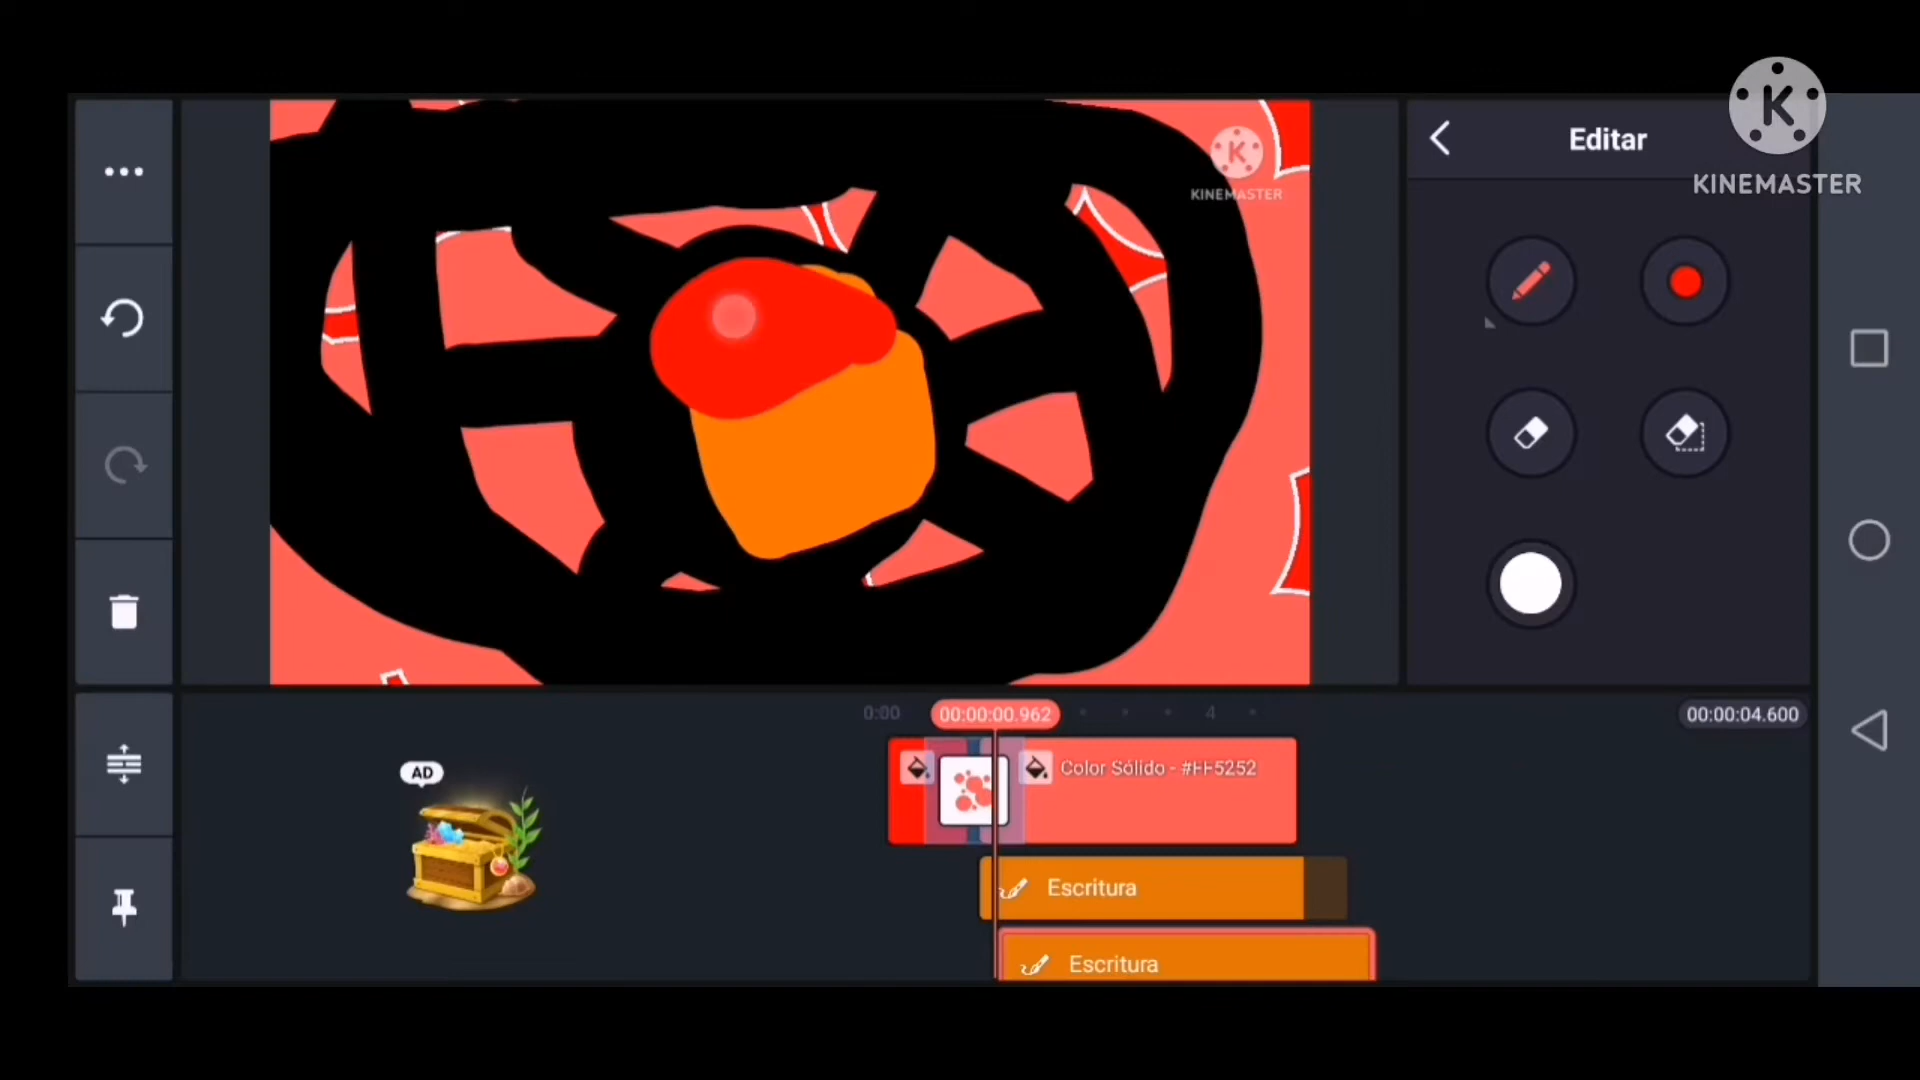 Editar
K
KINEMASTER
K
KINEMASTER
0:00
00:00:00.962
4
00:00:04.600
AD
Color Sólido - #FF5252
Escritura
Escritura